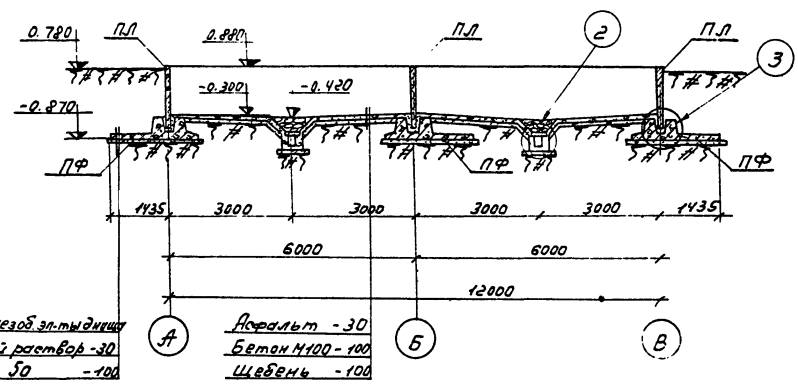 0.780 ПЛ 0.880 ПЛ ПЛ 2 3
-0.300 -0.420
-0.870
ПФ ПФ ПФ
1435 3000 3000 3000 3000 1435
6000 6000
12000
А Б В
раствор -30
50 -100
Асфальт -30
Бетон М100-100
Щебень -100